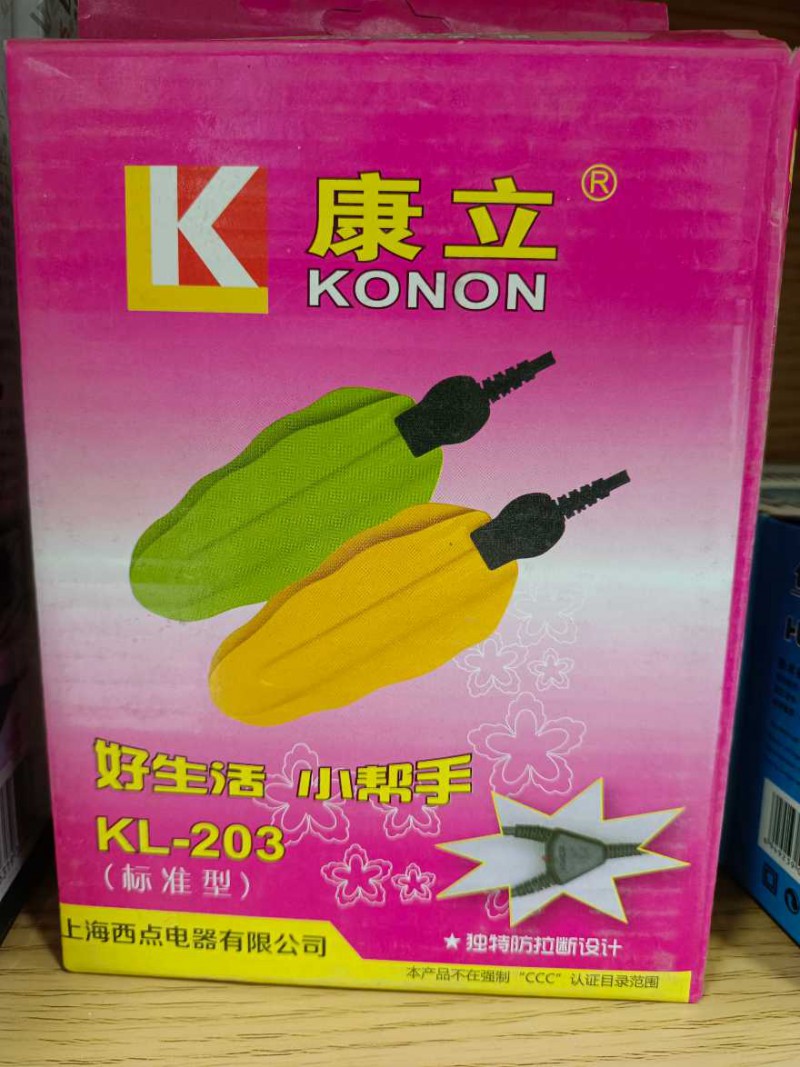 K 康立®
KONON
好生活 小帮手
KL-203
(标准型)
上海西点电器有限公司
★独特防拉断设计
本产品不在强制“CCC”认证目录范围